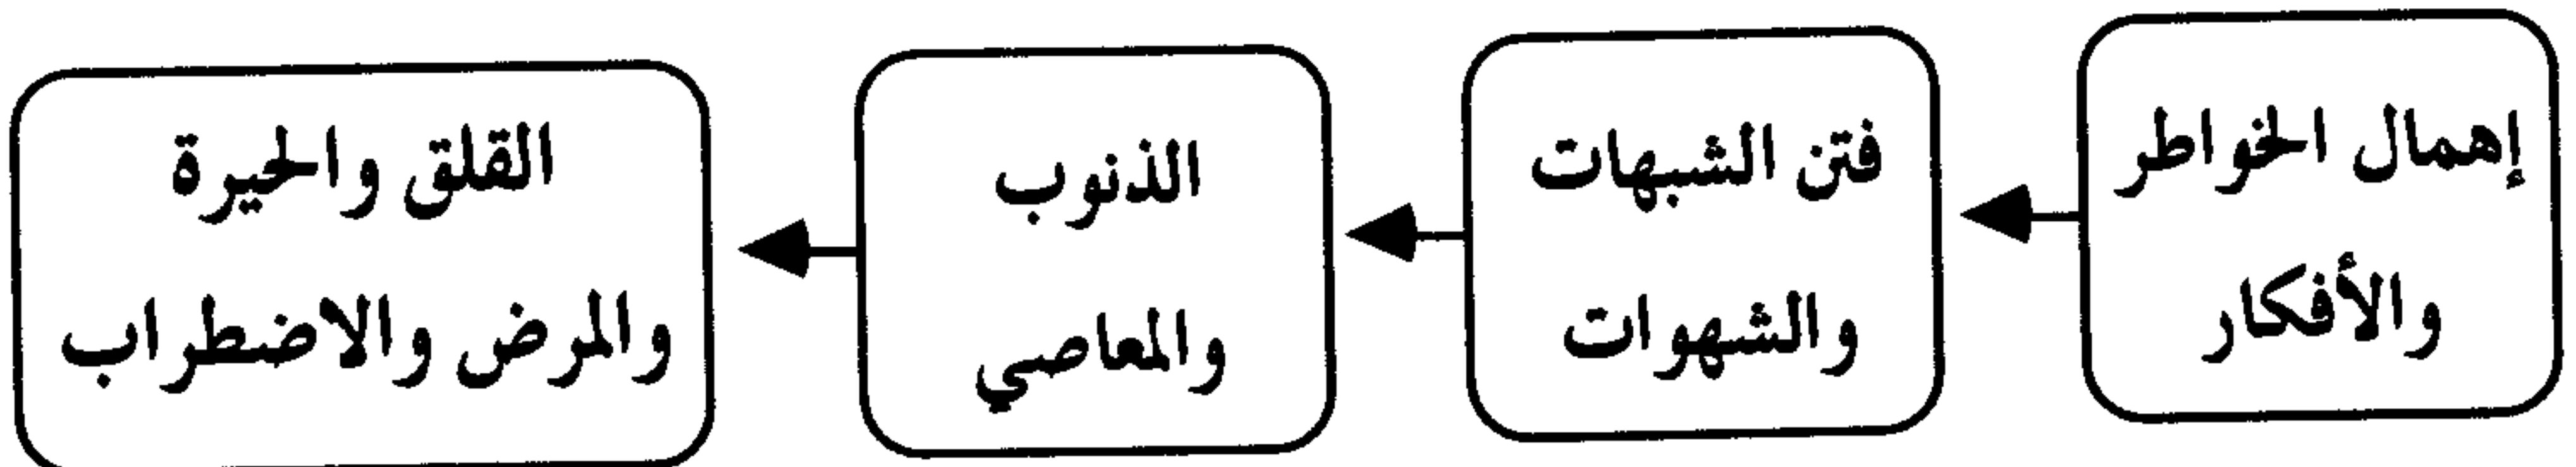 إهمال الخواطر
والأفكار
فتن الشبهات
والشهوات
الذنوب
والمعاصي
القلق والحيرة
والمرض والاضطراب